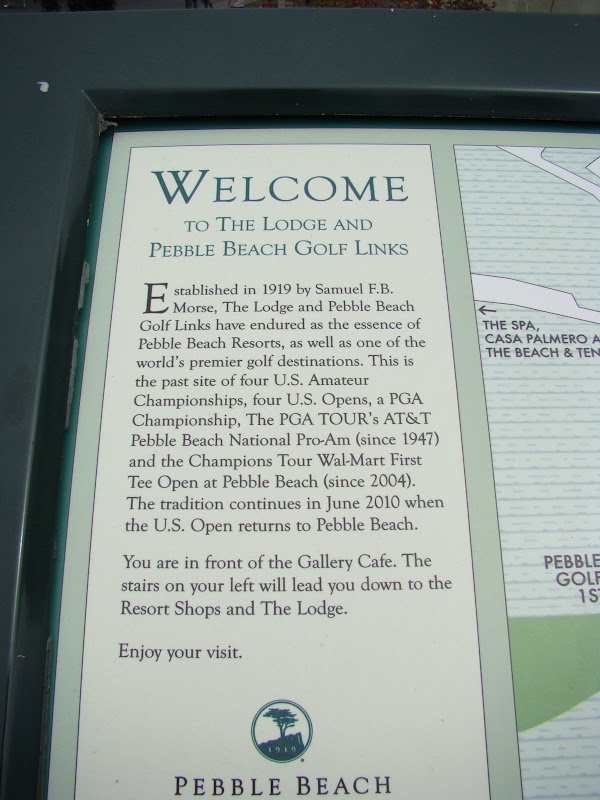 WELCOME
TO THE LODGE AND
PEBBLE BEACH GOLF LINKS
Established in 1919 by Samuel F.B.
Morse, The Lodge and Pebble Beach
Golf Links have endured as the essence of
Pebble Beach Resorts, as well as one of the
world's premier golf destinations. This is
the past site of four U.S. Amateur
Championships, four U.S. Opens, a PGA
Championship, The PGA TOUR's AT&T
Pebble Beach National Pro-Am (since 1947)
and the Champions Tour Wal-Mart First
Tee Open at Pebble Beach (since 2004).
The tradition continues in June 2010 when
the U.S. Open returns to Pebble Beach.
You are in front of the Gallery Cafe. The
stairs on your left will lead you down to the
Resort Shops and The Lodge.
Enjoy your visit.
1919
PEBBLE BEACH
THE SPA,
CASA PALMERO A
THE BEACH & TEN
PEBBLE
GOLF
1S